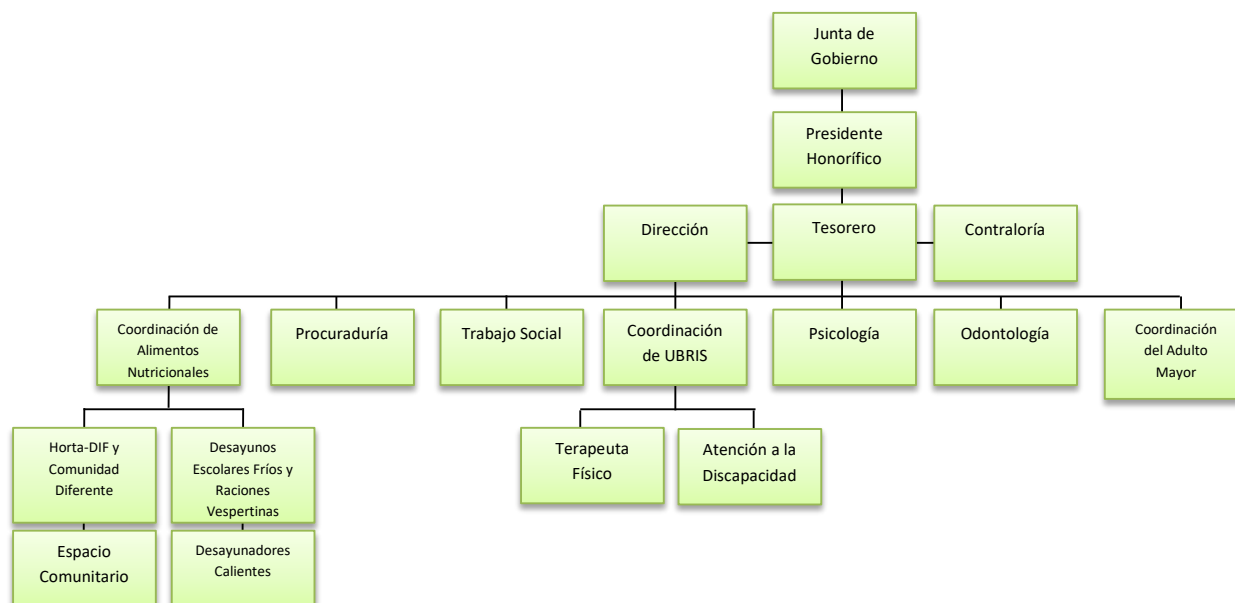 Junta de
Gobierno
Presidente
Honorífico
Dirección
Tesorero
Contraloría
Coordinación de
Alimentos
Nutricionales
Procuraduría
Trabajo Social
Coordinación
de UBRIS
Psicología
Odontología
Coordinación
del Adulto
Mayor
Horta-DIF y
Comunidad
Diferente
Desayunos
Escolares Fríos y
Raciones
Vespertinas
Terapeuta
Físico
Atención a la
Discapacidad
Espacio
Comunitario
Desayunadores
Calientes